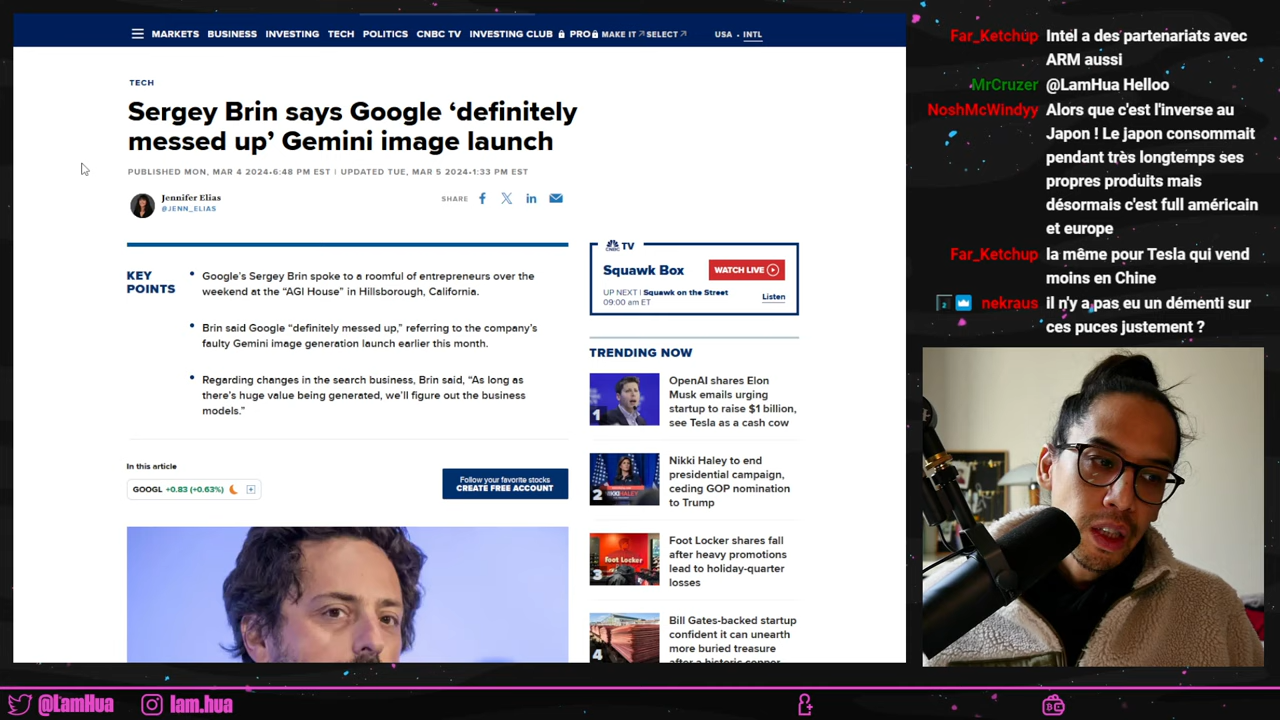 MARKETS BUSINESS INVESTING TECH POLITICS CNBC TV INVESTING CLUB PRO MAKE IT SELECT USA • INTL
TECH
Sergey Brin says Google ‘definitely
messed up’ Gemini image launch
PUBLISHED MON, MAR 4 2024•6:48 PM EST | UPDATED TUE, MAR 5 2024•1:33 PM EST
Jennifer Elias
@JENN_ELIAS
SHARE
KEY
POINTS
Google’s Sergey Brin spoke to a roomful of entrepreneurs over the
weekend at the “AGI House” in Hillsborough, California.
Brin said Google “definitely messed up,” referring to the company’s
faulty Gemini image generation launch earlier this month.
Regarding changes in the search business, Brin said, “As long as
there’s huge value being generated, we’ll figure out the business
models.”
In this article
GOOGL +0.83 (+0.63%)
Follow your favorite stocks
CREATE FREE ACCOUNT
TV
Squawk Box
WATCH LIVE
UP NEXT | Squawk on the Street
09:00 am ET
Listen
TRENDING NOW
1
OpenAI shares Elon
Musk emails urging
startup to raise $1 billion,
see Tesla as a cash cow
2
Nikki Haley to end
presidential campaign,
ceding GOP nomination
to Trump
Foot Locker
3
Foot Locker shares fall
after heavy promotions
lead to holiday-quarter
losses
4
Bill Gates-backed startup
confident it can unearth
more buried treasure
after a historic copper
Far_Ketchup Intel a des partenariats avec
ARM aussi
MrCruzer @LamHua Helloo
NoshMcWindyy Alors que c'est l'inverse au
Japon ! Le japon consommait
pendant très longtemps ses
propres produits mais
désormais c'est full américain
et europe
Far_Ketchup la même pour Tesla qui vend
moins en Chine
2 nekraus il n'y a pas eu un démenti sur
ces puces justement ?
@LamHua lam.hua